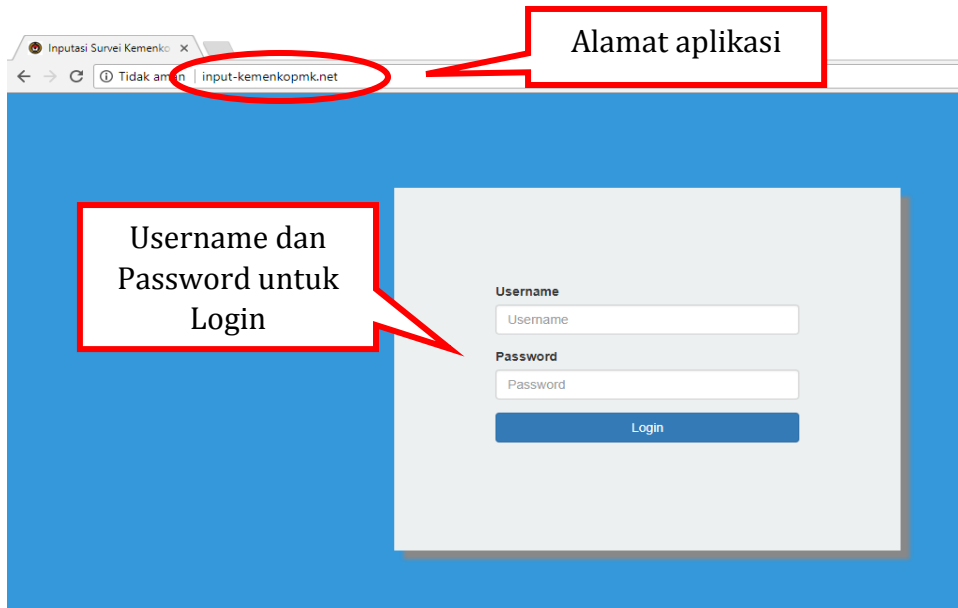 Alamat aplikasi
Inputasi Survei Kemenko
Tidak aman
input-kemenkopmk.net
Username dan
Password untuk
Login
Username
Username
Password
Password
Login